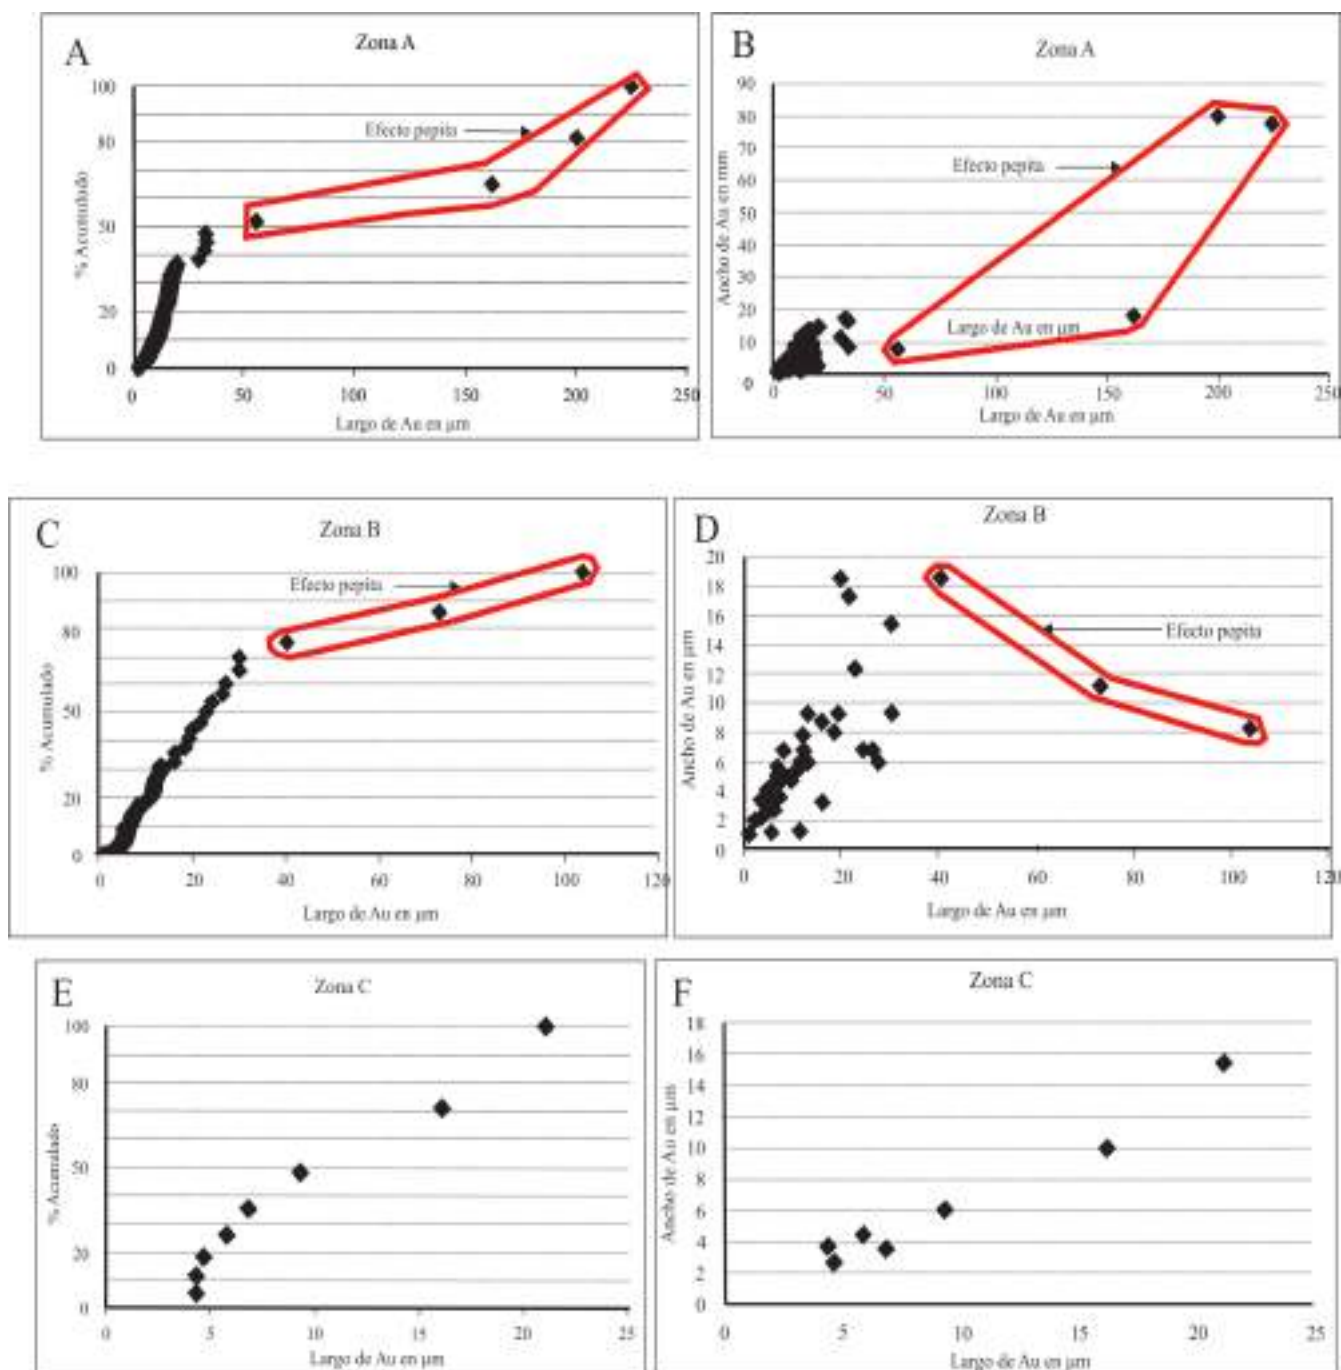 A
Zona A
100
80
50
20
0
% Acumulado
Efecto pepita
0 50 100 150 200 250
Largo de Au en µm
B
Zona A
90
80
70
60
50
40
30
20
10
0
Ancho de Au en mm
Efecto pepita
Largo de Au en µm
0 50 100 150 200 250
Largo de Au en µm
C
Zona B
100
80
50
20
0
% Acumulado
Efecto pepita
0 20 40 60 80 100 120
Largo de Au en µm
D
Zona B
20
18
16
14
12
10
8
6
4
2
0
Ancho de Au en µm
Efecto pepita
0 20 40 60 80 100 120
Largo de Au en µm
E
Zona C
100
80
50
20
0
% Acumulado
0 5 10 15 20 25
Largo de Au en µm
F
Zona C
18
16
14
12
10
8
6
4
2
0
Ancho de Au en µm
0 5 10 15 20 25
Largo de Au en µm